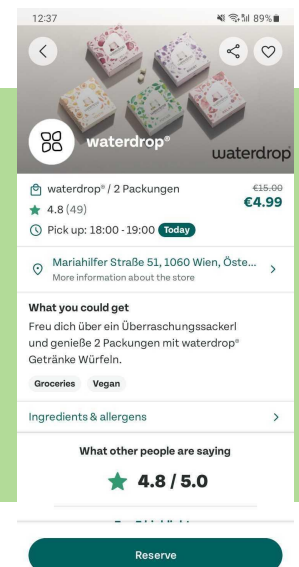 12:37 89%
waterdrop®
waterdrop
waterdrop® / 2 Packungen €15.00
4.8 (49) €4.99
Pick up: 18:00 - 19:00 Today
Mariahilfer Straße 51, 1060 Wien, Öste...
More information about the store
What you could get
Freu dich über ein Überraschungssackerl
und genieße 2 Packungen mit waterdrop®
Getränke Würfeln.
Groceries Vegan
Ingredients & allergens
What other people are saying
4.8 / 5.0
Reserve